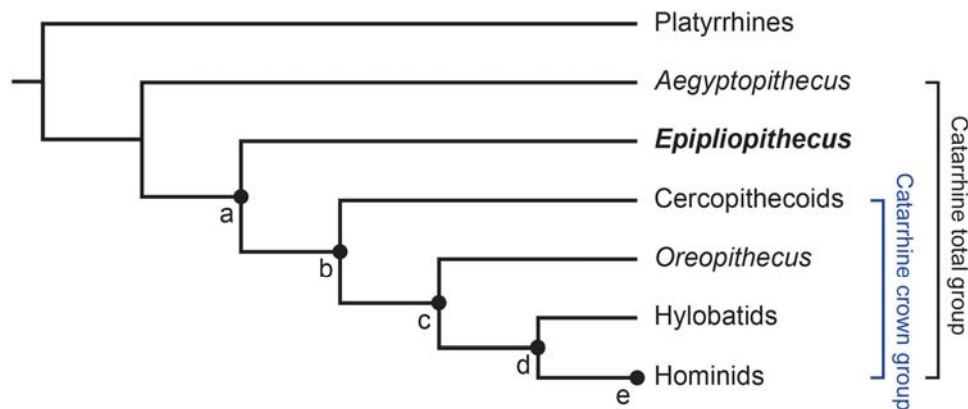 Platyrrhines
Aegyptopithecus
Epipliopithecus
a
Cercopithecoids
b
Oreopithecus
c
Hylobatids
d
Hominids
e
Catarrhine crown group
Catarrhine total group